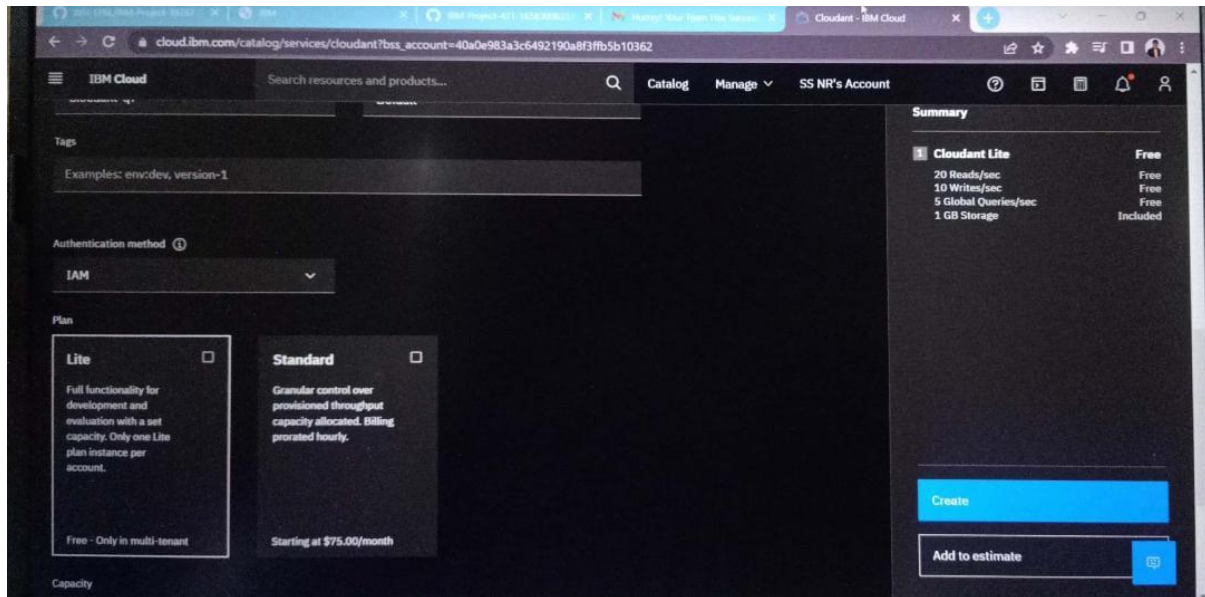 Cloudant - IBM Cloud
cloud.ibm.com/catalog/services/cloudant?bss_account=40a0e983a3c6492190a8f3ffb5b10362
IBM Cloud
Search resources and products...
Catalog
Manage
SS NR's Account
Default
Tags
Examples: env:dev, version-1
Authentication method
IAM
Plan
Lite
Full functionality for
development and
evaluation with a set
capacity. Only one Lite
plan instance per
account.
Free - Only in multi-tenant
Standard
Granular control over
provisioned throughput
capacity allocated. Billing
prorated hourly.
Starting at $75.00/month
Capacity
Summary
1 Cloudant Lite Free
20 Reads/sec Free
10 Writes/sec Free
5 Global Queries/sec Free
1 GB Storage Included
Create
Add to estimate